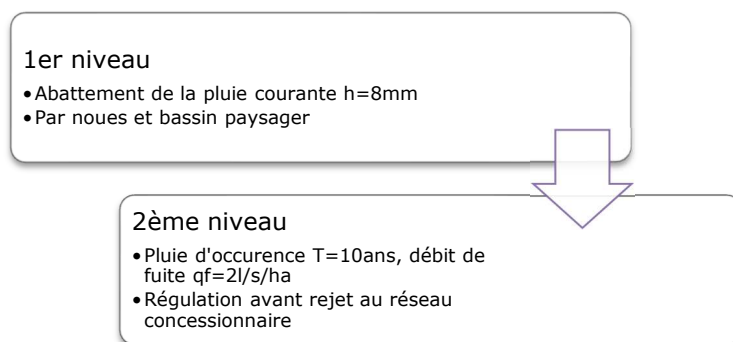 1er niveau
•Abattement de la pluie courante h=8mm
•Par noues et bassin paysager
2ème niveau
•Pluie d'occurence T=10ans, débit de
fuite qf=2l/s/ha
•Régulation avant rejet au réseau
concessionnaire